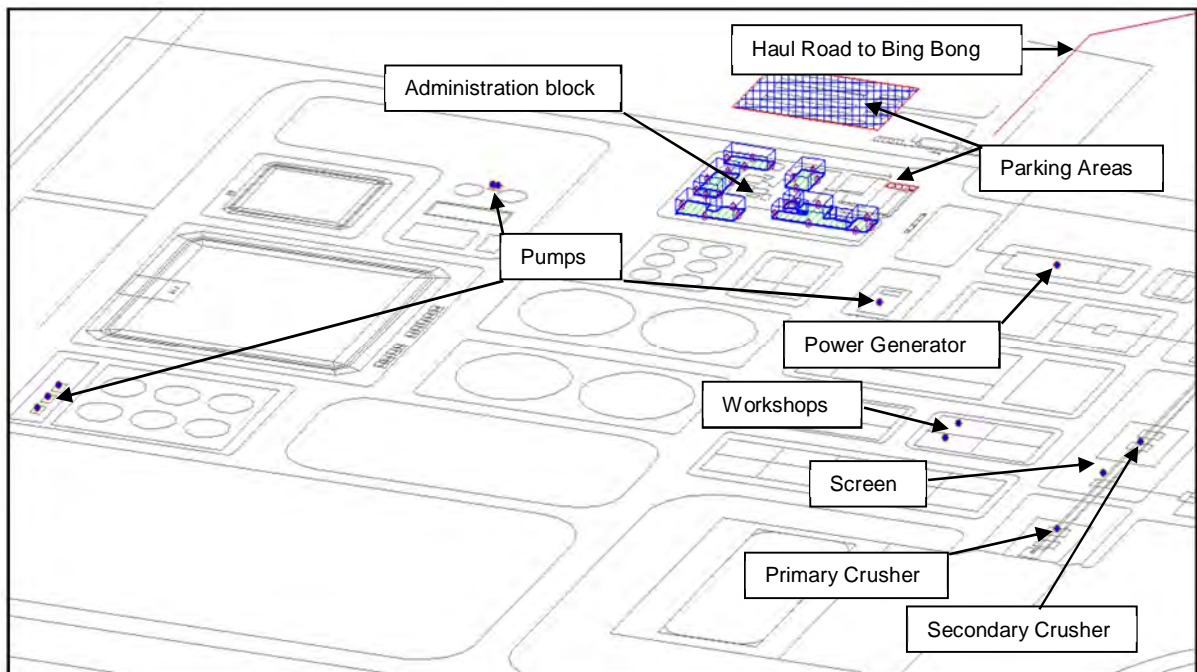 Haul Road to Bing Bong
Administration block
Parking Areas
Pumps
Power Generator
Workshops
Screen
Primary Crusher
Secondary Crusher